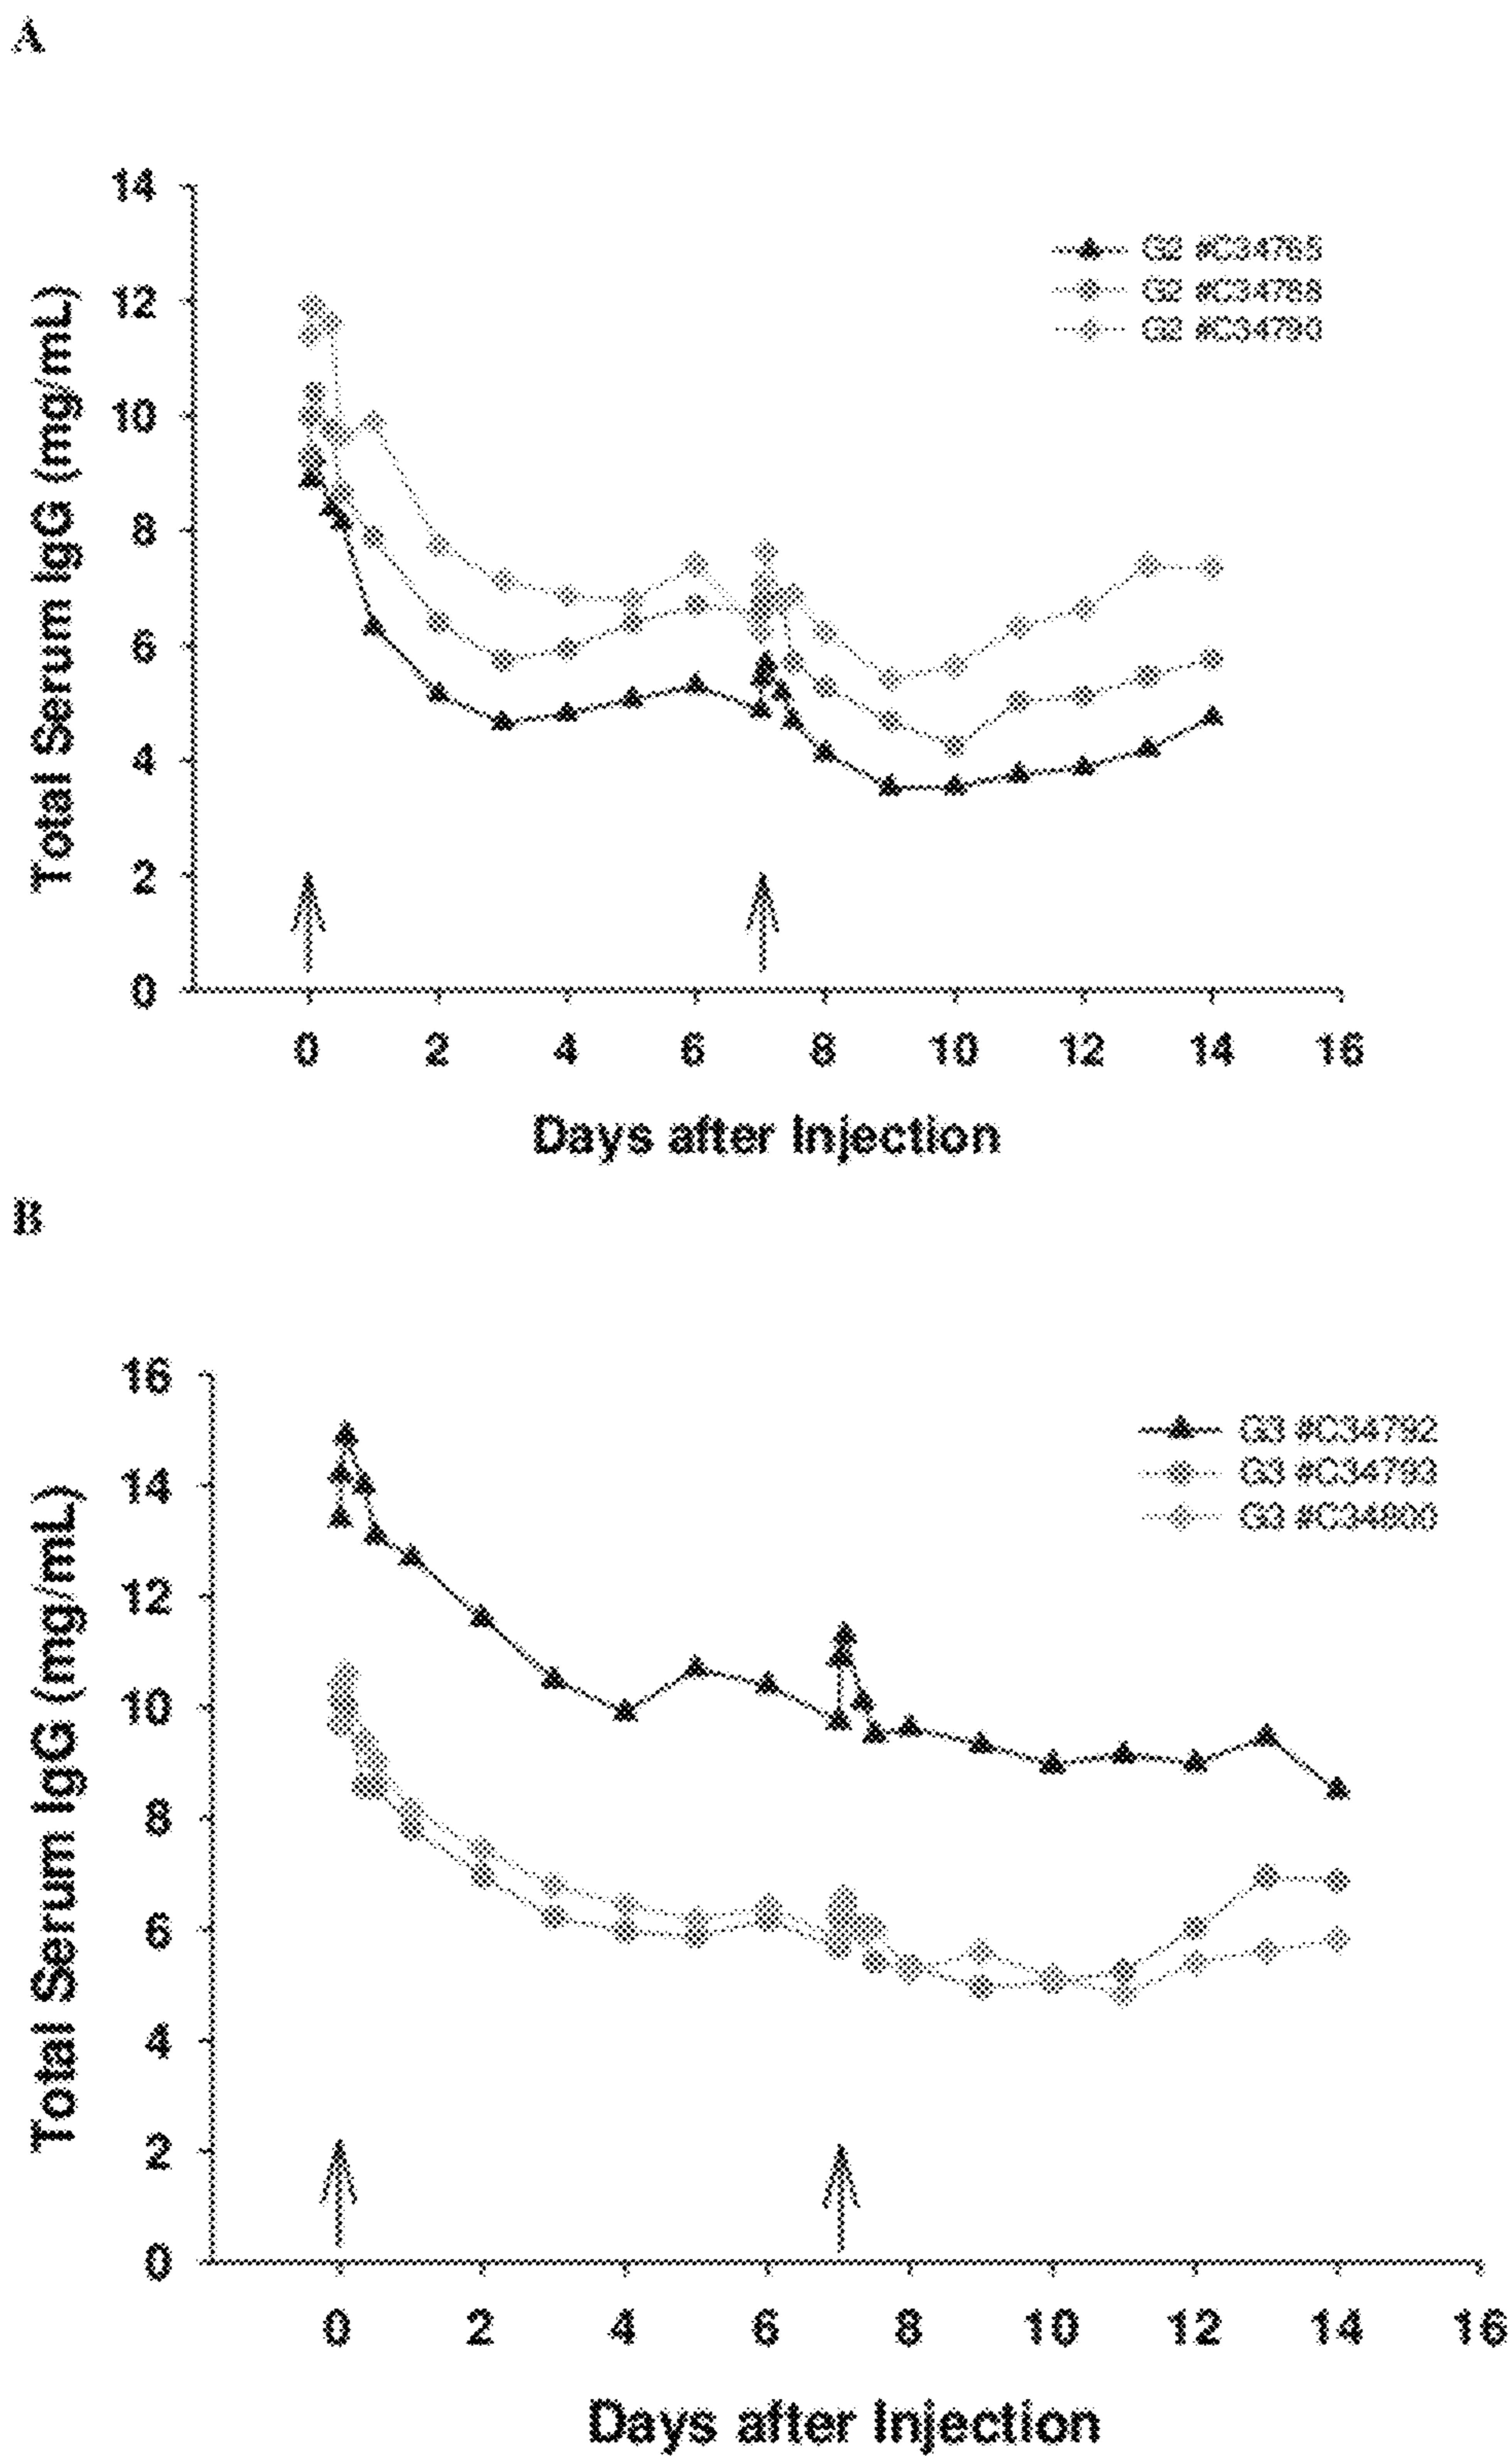 A
14
12
10
8
6
4
2
0
Total Serum IgG (mg/mL)
G2 #C34785
G2 #C34788
G2 #C34790
0 2 4 6 8 10 12 14 16
Days after Injection
B
16
14
12
10
8
6
4
2
0
Total Serum IgG (mg/mL)
G3 #C34792
G3 #C34793
G3 #C34800
0 2 4 6 8 10 12 14 16
Days after Injection